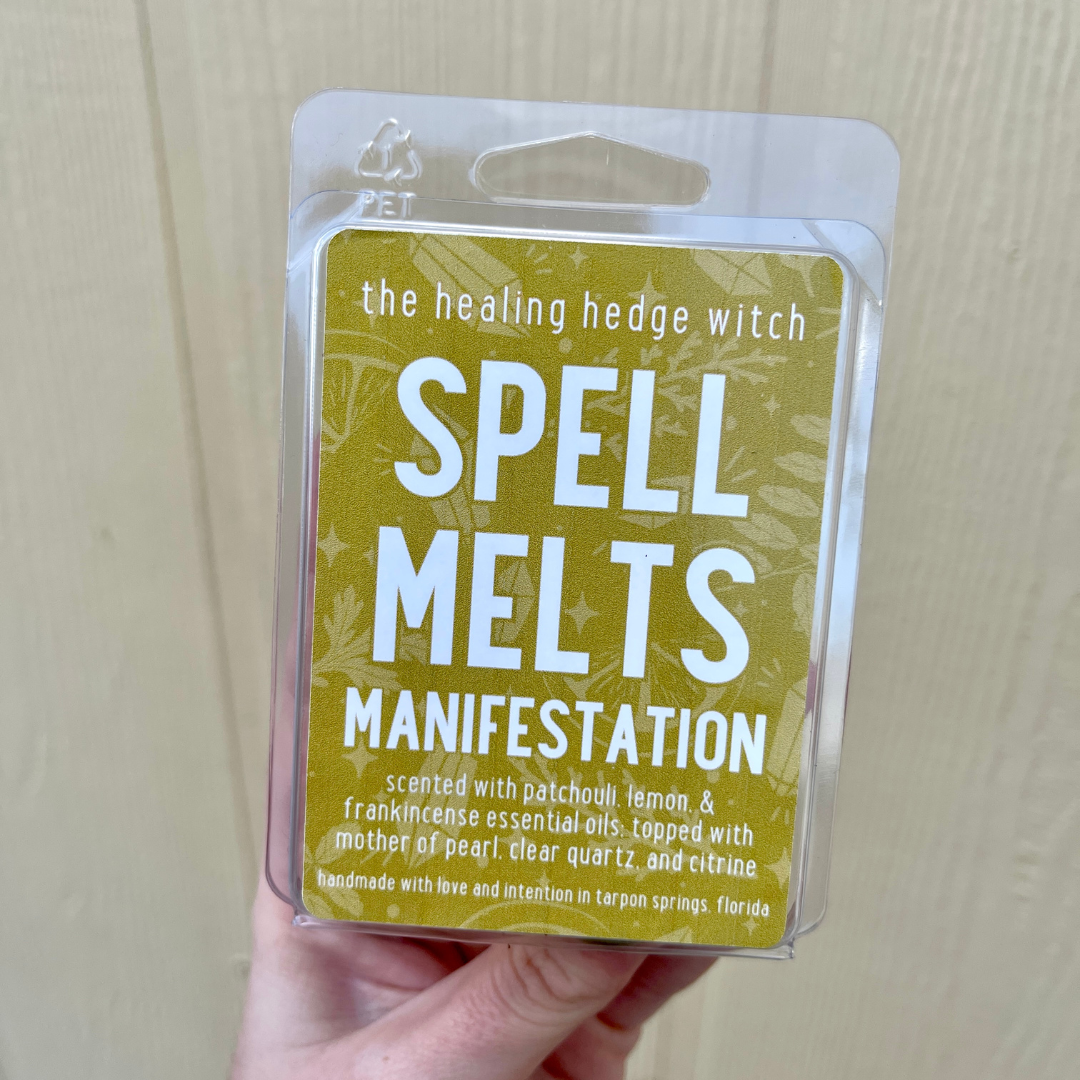 1
PET
the healing hedge witch
SPELL
MELTS
MANIFESTATION
scented with patchouli, lemon, &
frankincense essential oils; topped with
mother of pearl, clear quartz, and citrine
handmade with love and intention in tarpon springs, florida